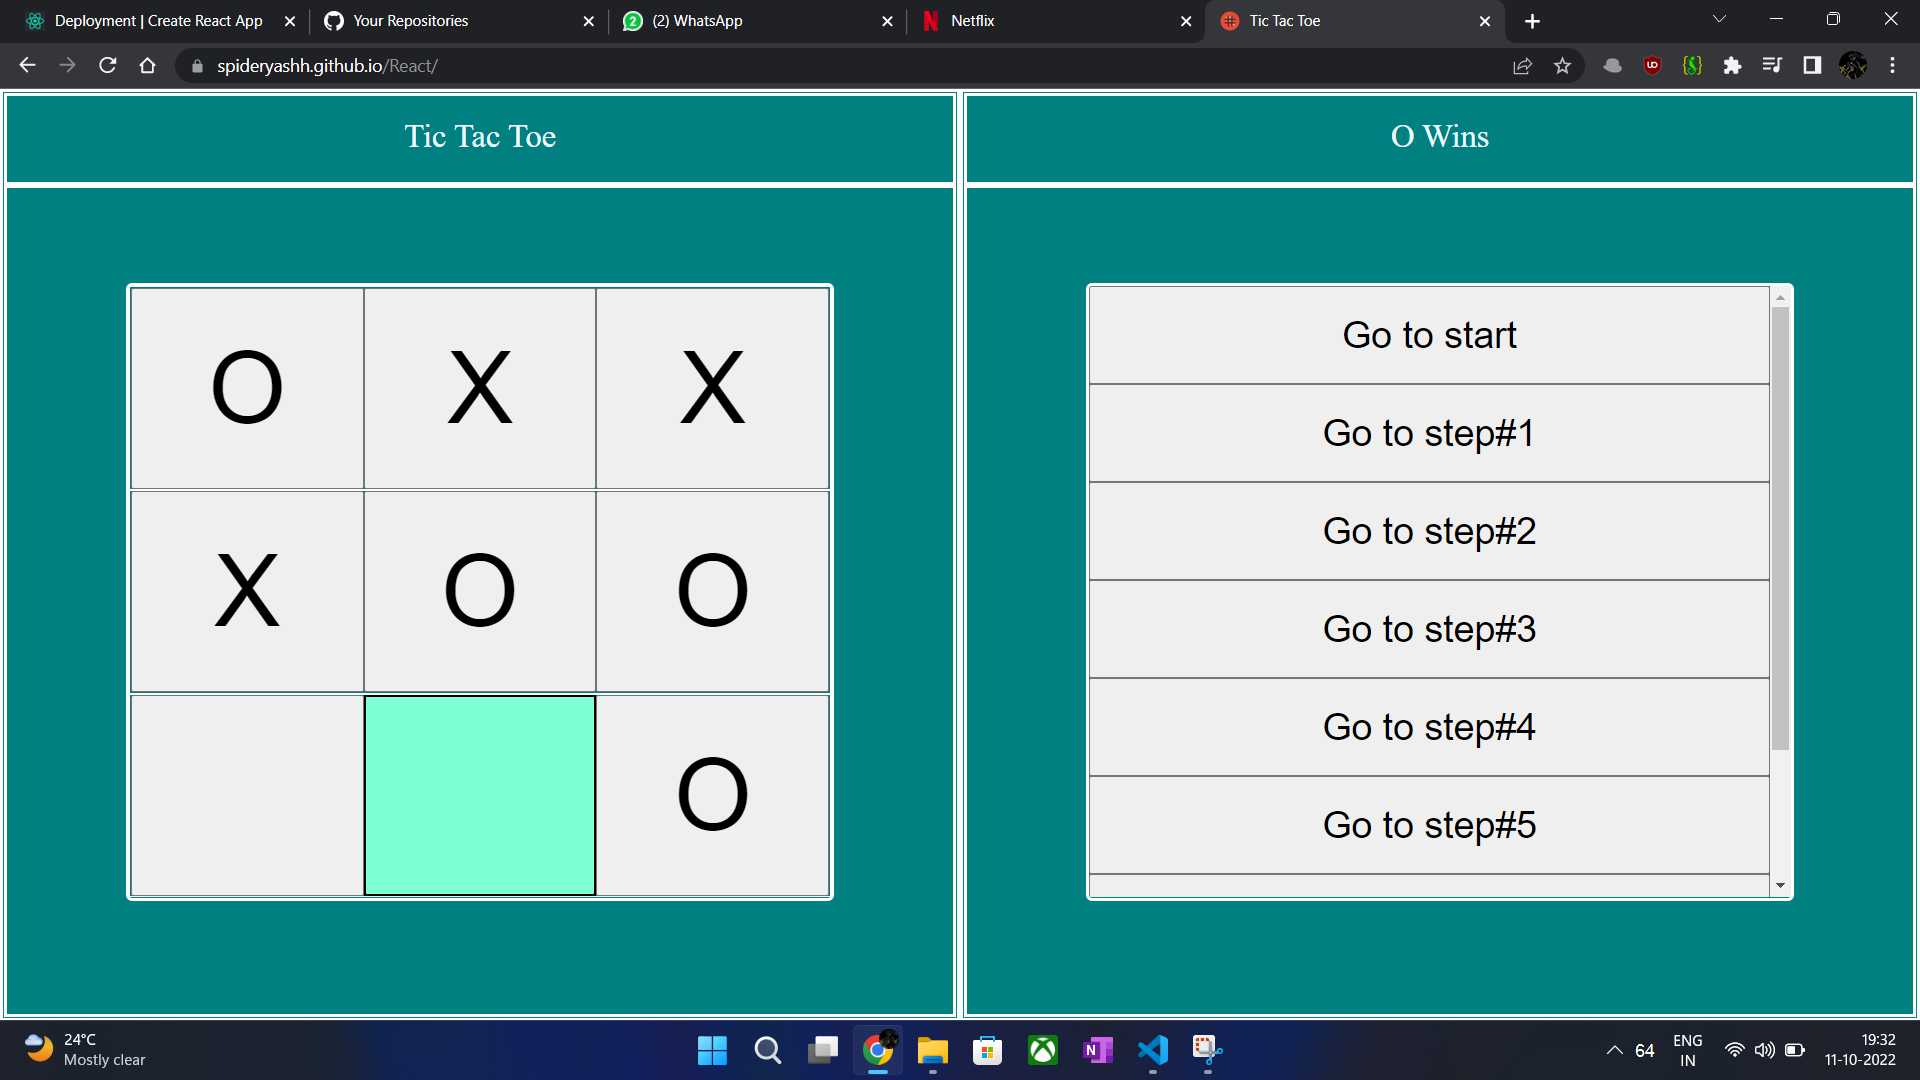 Deployment | Create React App
Your Repositories
2
(2) WhatsApp
N
Netflix
Tic Tac Toe
spideryashh.github.io/React/
Tic Tac Toe
O Wins
O X X
X O O
O
Go to start
Go to step#1
Go to step#2
Go to step#3
Go to step#4
Go to step#5
24°C
Mostly clear
N
64
ENG
IN
19:32
11-10-2022